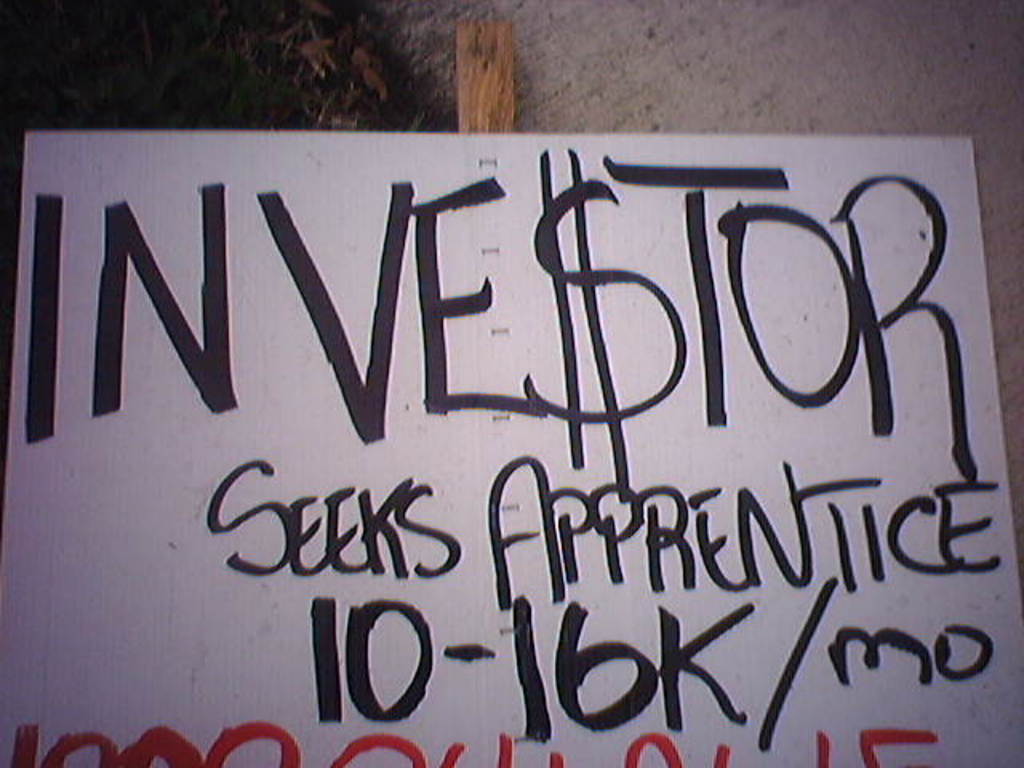 INVE$TOR
SEEKS APPRENTICE
10-16K/mo